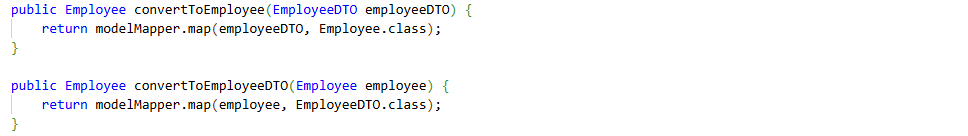 public Employee convertToEmployee(EmployeeDTO employeeDTO) {
    return modelMapper.map(employeeDTO, Employee.class);
}

public Employee convertToEmployeeDTO(Employee employee) {
    return modelMapper.map(employee, EmployeeDTO.class);
}